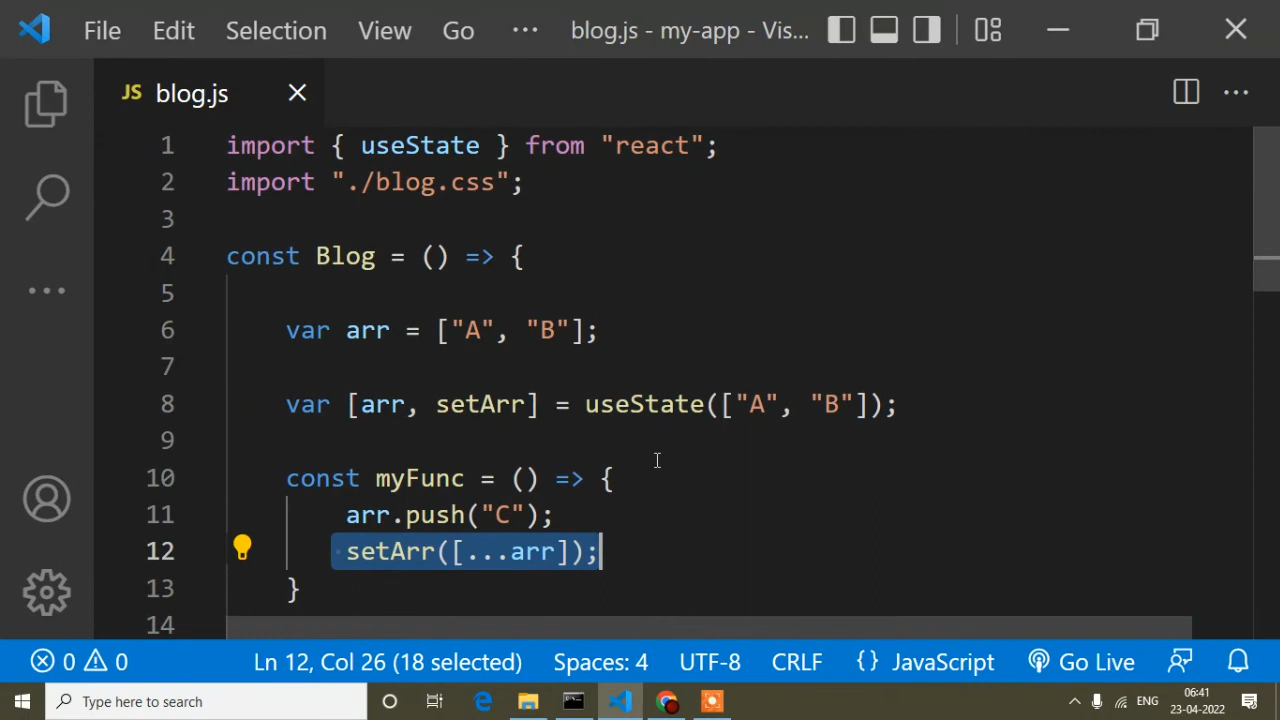 File Edit Selection View Go ··· blog.js - my-app - Vis...
JS blog.js
1 import { useState } from "react";
2 import "./blog.css";
3
4 const Blog = () => {
5
6 var arr = ["A", "B"];
7
8 var [arr, setArr] = useState(["A", "B"]);
9
10 const myFunc = () => {
11 arr.push("C");
12 setArr([...arr]);
13 }
14
0 0 Ln 12, Col 26 (18 selected) Spaces: 4 UTF-8 CRLF {} JavaScript Go Live
Type here to search ENG 06:41
23-04-2022